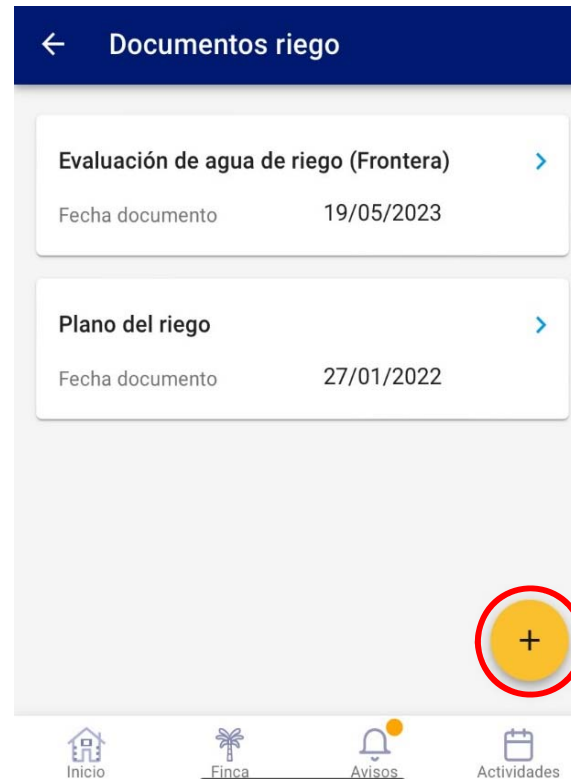 Documentos riego
Evaluación de agua de riego (Frontera)
Fecha documento 19/05/2023
Plano del riego
Fecha documento 27/01/2022
+
Inicio Finca Avisos Actividades